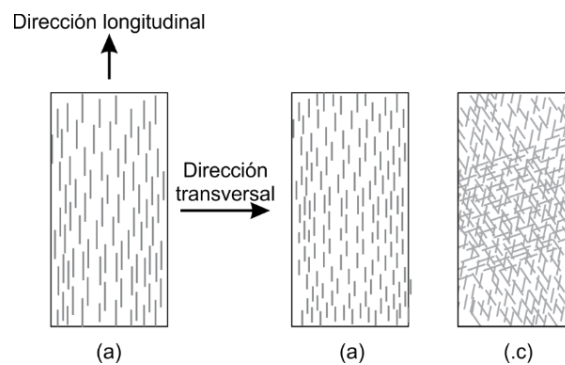 Dirección longitudinal
Dirección
transversal
(a)
(a)
(.c)